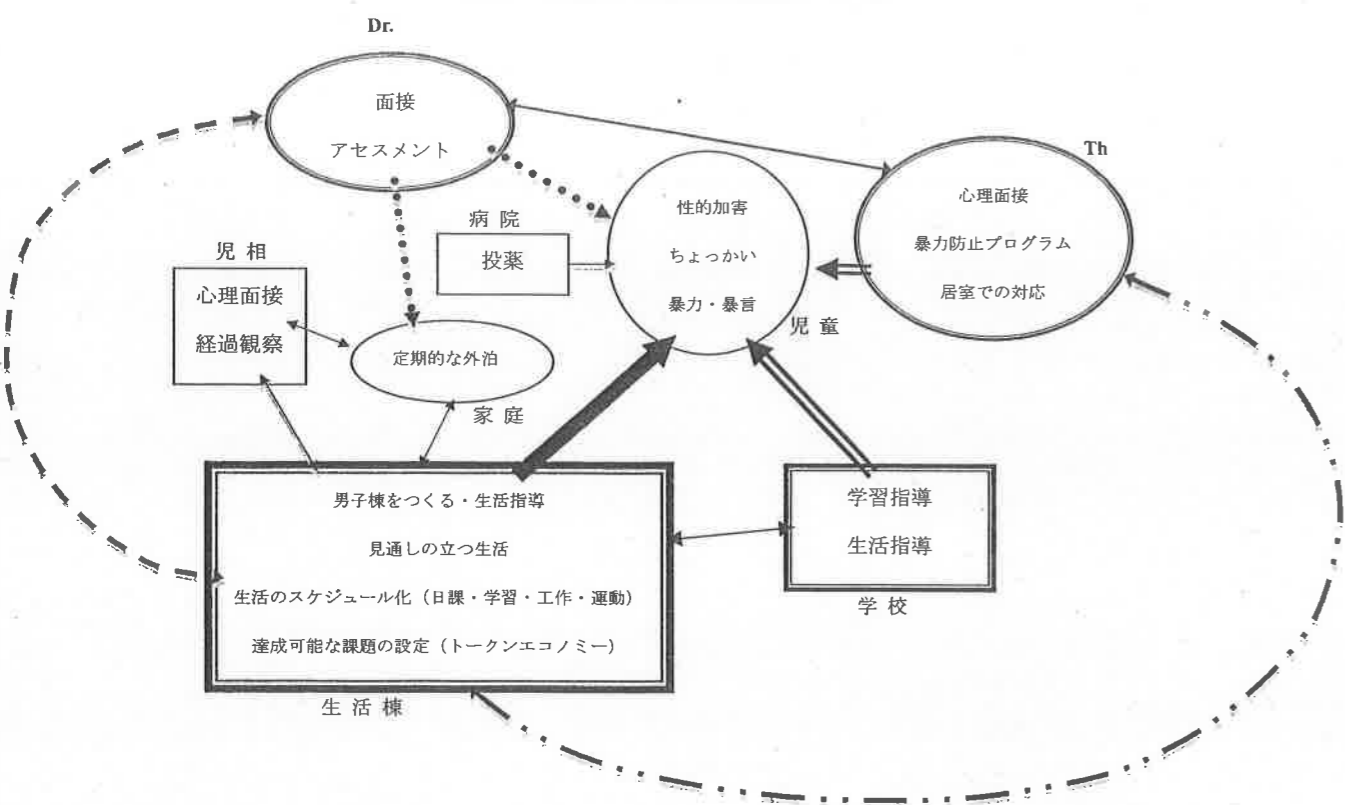 Dr.
面接
アセスメント
Th
心理面接
暴力防止プログラム
居室での対応
性的加害
ちょっかい
暴力・暴言
児童
病院
投薬
児相
心理面接
経過観察
定期的な外泊
家庭
男子棟をつくる・生活指導
見通しの立つ生活
生活のスケジュール化（日課・学習・工作・運動）
達成可能な課題の設定（トークンエコノミー）
生活棟
学習指導
生活指導
学校